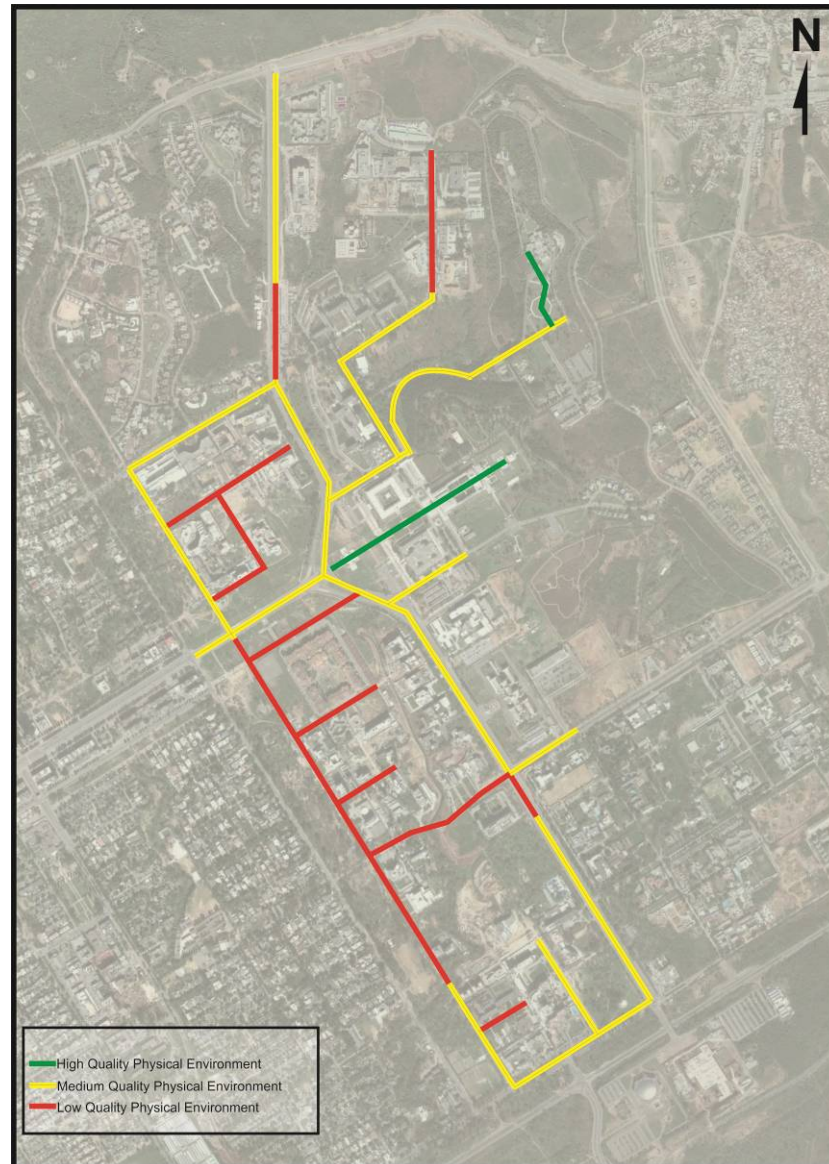 N
High Quality Physical Environment
Medium Quality Physical Environment
Low Quality Physical Environment